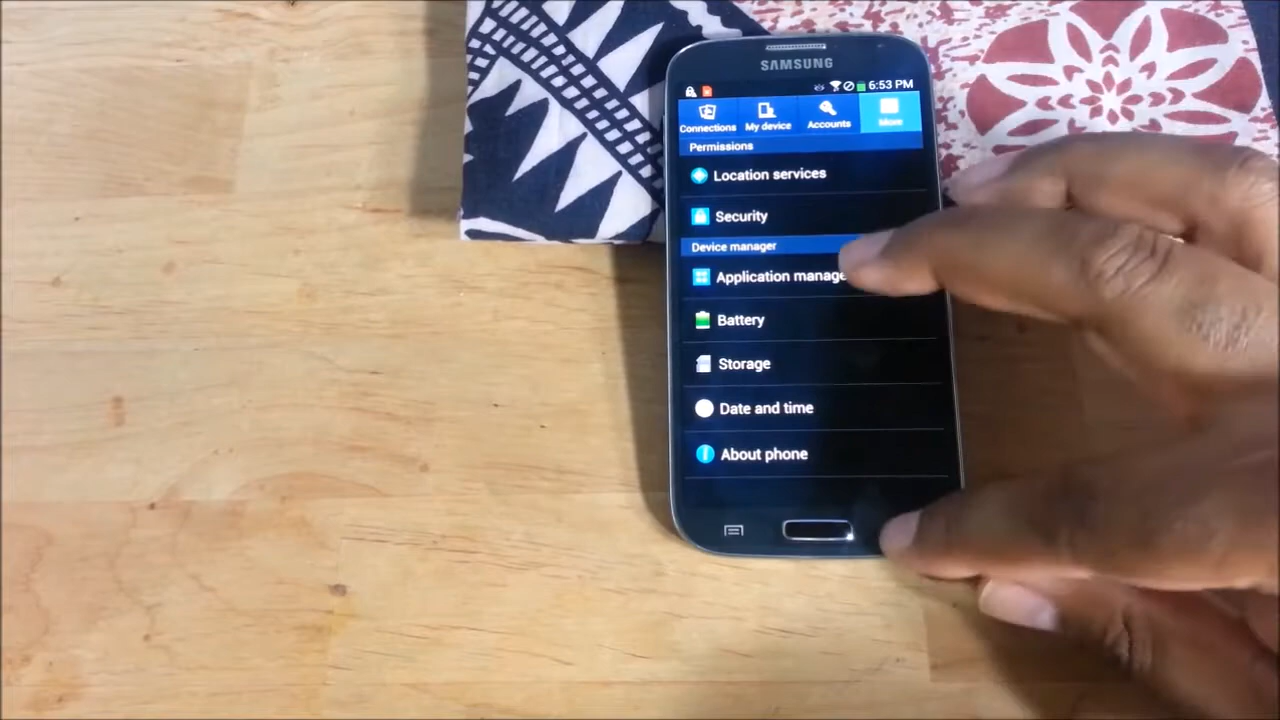 SAMSUNG
6:53 PM
Connections My device Accounts More
Permissions
Location services
Security
Device manager
Application manage
Battery
Storage
Date and time
About phone